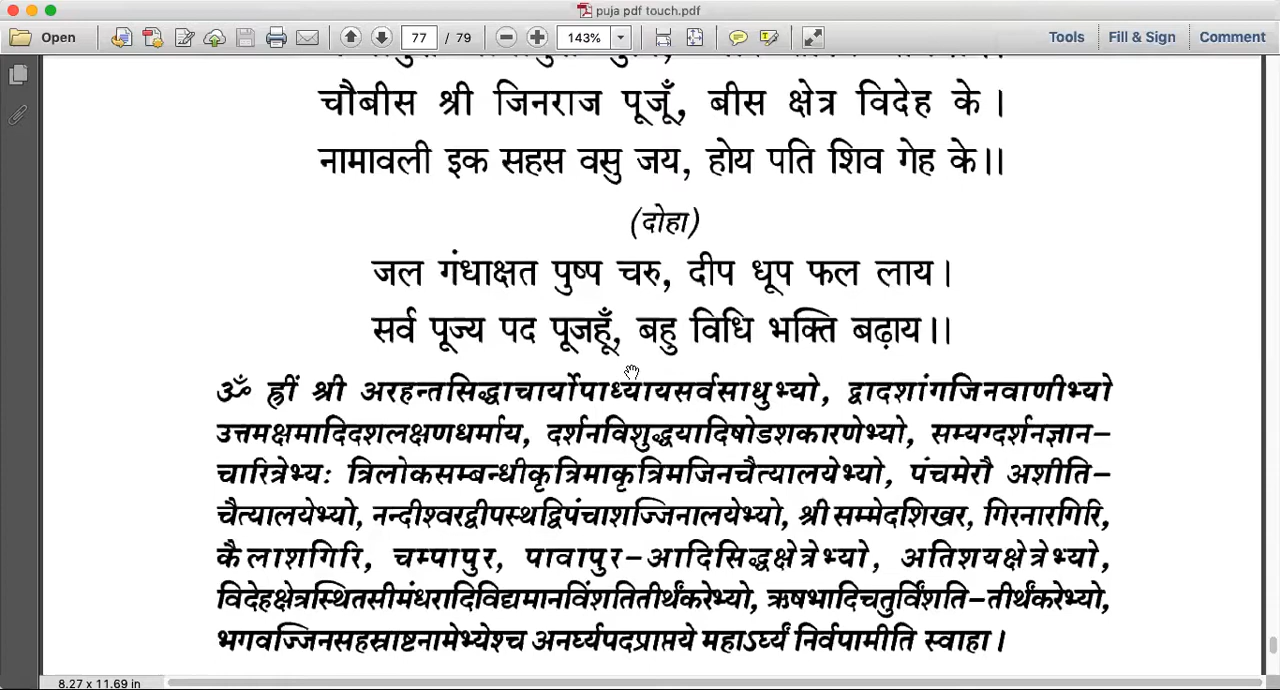 puja pdf touch.pdf
Open 77 / 79 143% Tools Fill & Sign Comment
चौबीस श्री जिनराज पूजूँ, बीस क्षेत्र विदेह के।
नामावली इक सहस वसु जय, होय पति शिव गेह के।।
(दोहा)
जल गंधाक्षत पुष्प चरु, दीप धूप फल लाय।
सर्व पूज्य पद पूजहूँ, बहु विधि भक्ति बढ़ाय।।
ॐ ह्रीं श्री अरहन्तसिद्धाचार्योपाध्यायसर्वसाधुभ्यो, द्वादशांगजिनवाणीभ्यो
उत्तमक्षमादिदशलक्षणधर्माय, दर्शनविशुद्धयादिषोडशकारणेभ्यो, सम्यग्दर्शनज्ञान-
चारित्रेभ्यः त्रिलोकसम्बन्धीकृत्रिमाकृत्रिमजिनचैत्यालयेभ्यो, पंचमेरौ अशीति-
चैत्यालयेभ्यो, नन्दीश्वरद्वीपस्थद्विपंचाशज्जिनालयेभ्यो, श्री सम्मेदशिखर, गिरनारगिरि,
कैलाशगिरि, चम्पापुर, पावापुर-आदिसिद्धक्षेत्रेभ्यो, अतिशयक्षेत्रेभ्यो,
विदेहक्षेत्रस्थितसीमंधरादिविद्यमानविंशतितीर्थंकरेभ्यो, ऋषभादिचतुर्विंशति-तीर्थंकरेभ्यो,
भगवज्जिनसहस्राष्टनामेभ्येश्च अनर्घ्यपदप्राप्तये महाऽर्घ्यं निर्वपामीति स्वाहा।
8.27 x 11.69 in